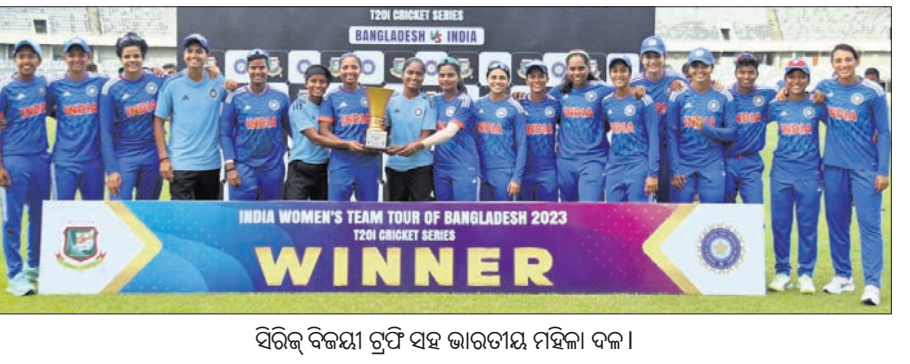 T20I CRICKET SERIES
BANGLADESH VS INDIA
INDIA INDIA INDIA INDIA INDIA INDIA INDIA INDIA INDIA INDIA INDIA INDIA
INDIA WOMEN'S TEAM TOUR OF BANGLADESH 2023
T20I CRICKET SERIES
WINNER
ସିରିଜ୍ ବିଜୟୀ ଟ୍ରଫି ସହ ଭାରତୀୟ ମହିଳା ଦଳ।